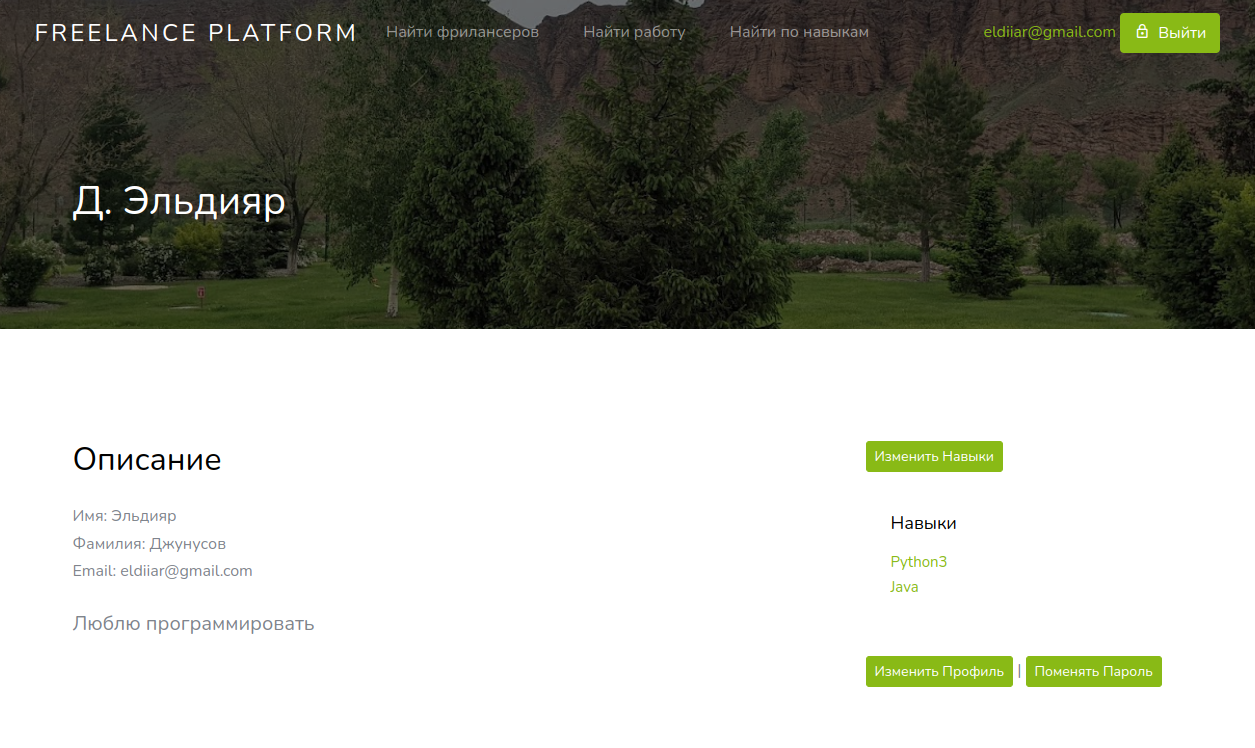 FREELANCE PLATFORM Найти фрилансеров Найти работу Найти по навыкам eldiiar@gmail.com Выйти
Д. Эльдияр
Описание
Изменить Навыки
Имя: Эльдияр
Фамилия: Джунусов
Email: eldiiar@gmail.com
Люблю программировать
Навыки
Python3
Java
Изменить Профиль | Поменять Пароль